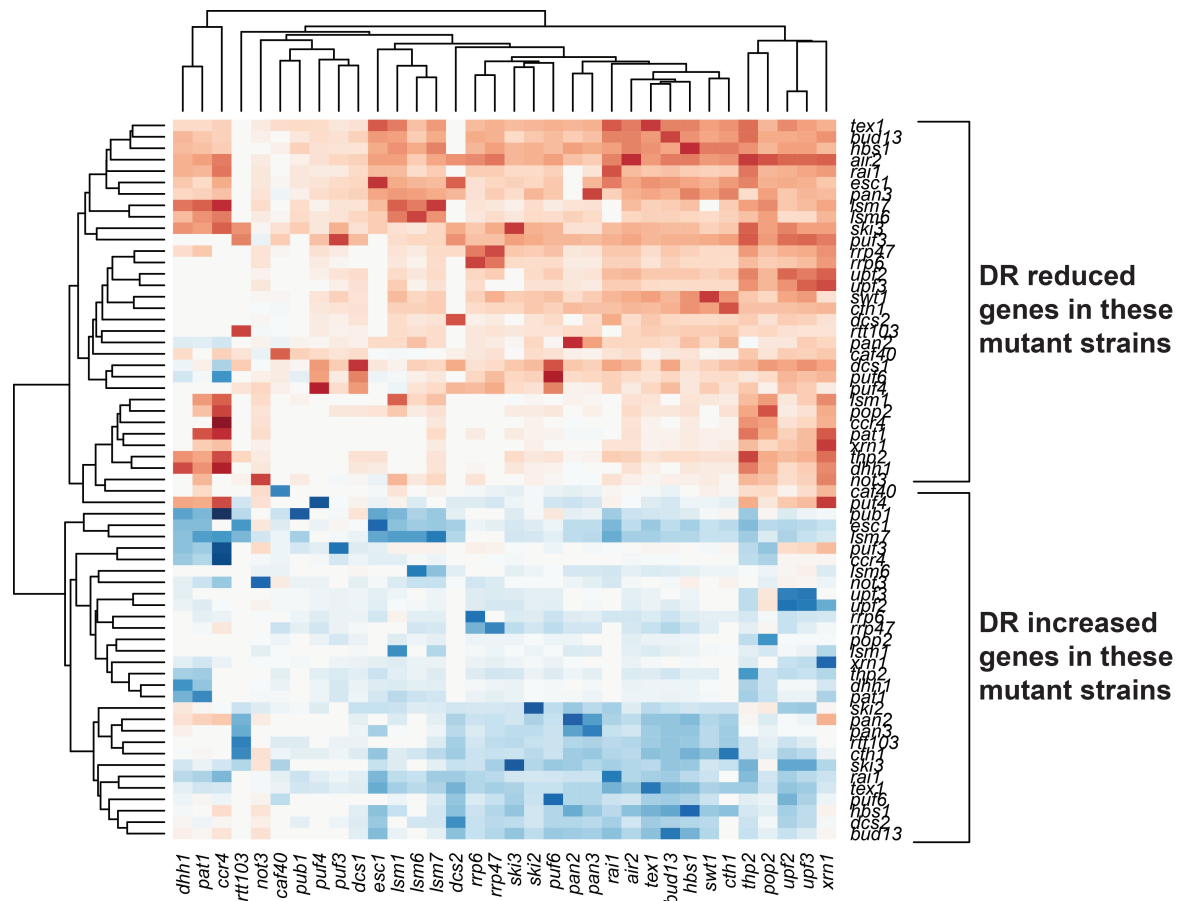 tex1
bud13
hbs1
air2
rai1
esc1
pan3
lsm7
lsm6
ski3
puf3
rrp47
rrp6
upf2
upf3
swt1
cth1
dcs2
rtt103
pan2
caf40
dcs1
puf6
puf4
lsm1
pop2
ccr4
pat1
xrn1
thp2
dhh1
not3
caf40
puf4
pub1
esc1
lsm7
puf3
ccr4
lsm6
not3
upf3
upf2
rrp6
rrp47
pop2
lsm1
xrn1
thp2
dhh1
pat1
ski2
pan2
pan3
rtt103
cth1
ski3
rai1
tex1
puf6
hbs1
dcs2
bud13
DR reduced
genes in these
mutant strains
DR increased
genes in these
mutant strains
dhh1
pat1
ccr4
rtt103
not3
caf40
pub1
puf4
puf3
dcs1
esc1
lsm1
lsm6
lsm7
dcs2
rrp6
rrp47
ski3
ski2
puf6
pan2
pan3
rai1
air2
tex1
bud13
hbs1
swt1
cth1
thp2
pop2
upf2
upf3
xrn1